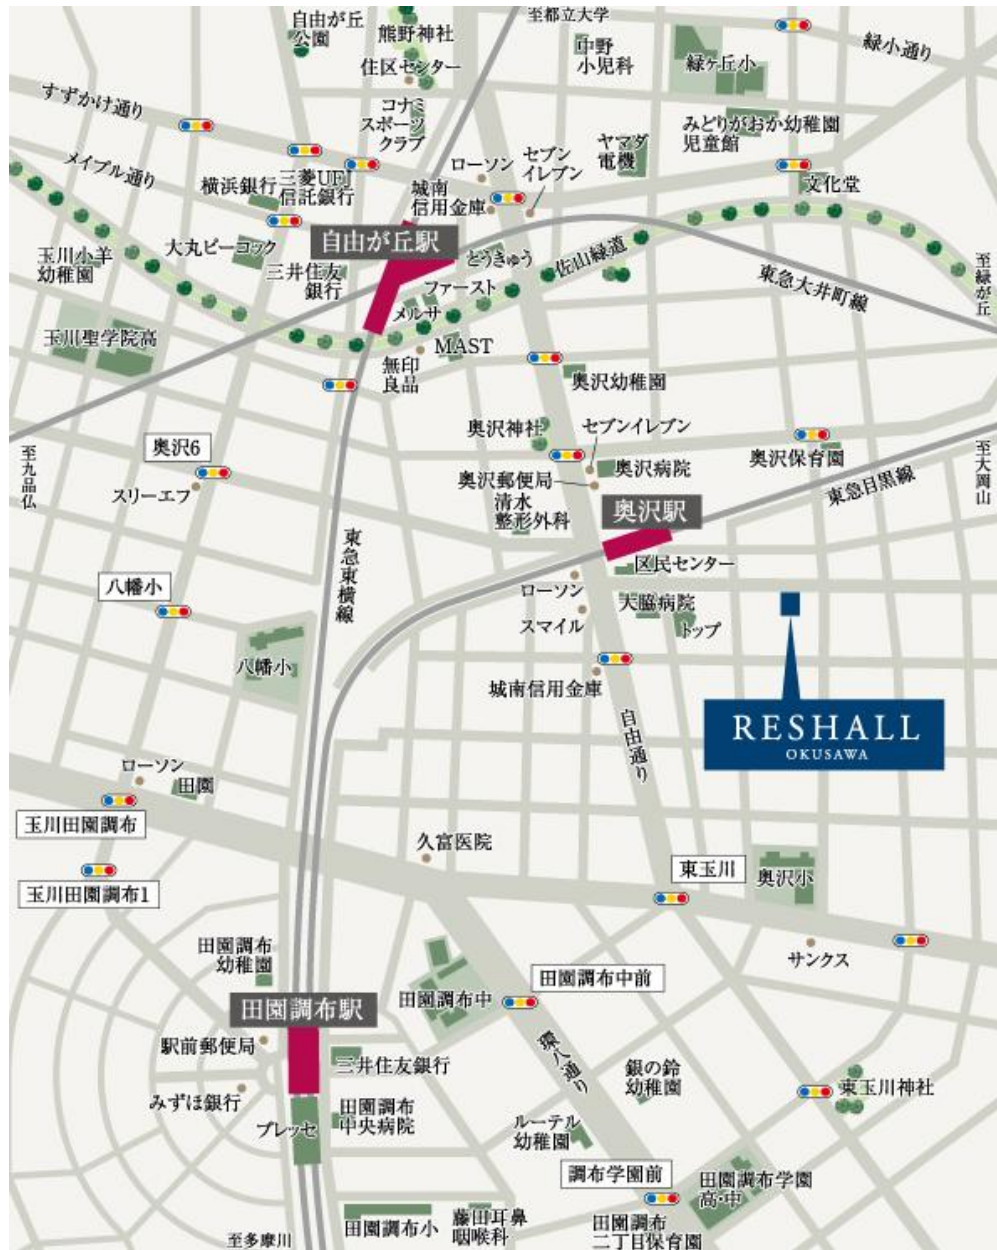 至都立大学
自由が丘
公園
熊野神社
住区センター
中野
小児科
緑ヶ丘小
緑小通り
すずかけ通り
コナミ
スポーツ
クラブ
みどりがおか幼稚園
児童館
ヤマダ
電機
メイプル通り
横浜銀行
三菱UFJ
信託銀行
ローソン
セブン
イレブン
城南
信用金庫
文化堂
自由が丘駅
玉川小羊
幼稚園
大丸ピーコック
三井住友
銀行
とうきゅう
佐山緑道
東急大井町線
至緑が丘
ファースト
メルサ
玉川聖学院高
MAST
無印
良品
奥沢幼稚園
奥沢神社
セブンイレブン
奥沢6
スリーエフ
至九品仏
奥沢病院
奥沢保育園
至大岡山
奥沢郵便局
清水
整形外科
奥沢駅
東急目黒線
東急東横線
区民センター
八幡小
ローソン
大脇病院
スマイル
トップ
八幡小
城南信用金庫
自由通り
RESHALL
OKUSAWA
ローソン
田園
玉川田園調布
久富医院
玉川田園調布1
東玉川
奥沢小
サンクス
田園調布
幼稚園
田園調布駅
田園調布中
田園調布中前
駅前郵便局
三井住友銀行
環八通り
銀の鈴
幼稚園
東玉川神社
みずほ銀行
プレッセ
田園調布
中央病院
ルーテル
幼稚園
調布学園前
田園調布学園
高・中
至多摩川
田園調布小
藤田耳鼻
咽喉科
田園調布
二丁目保育園